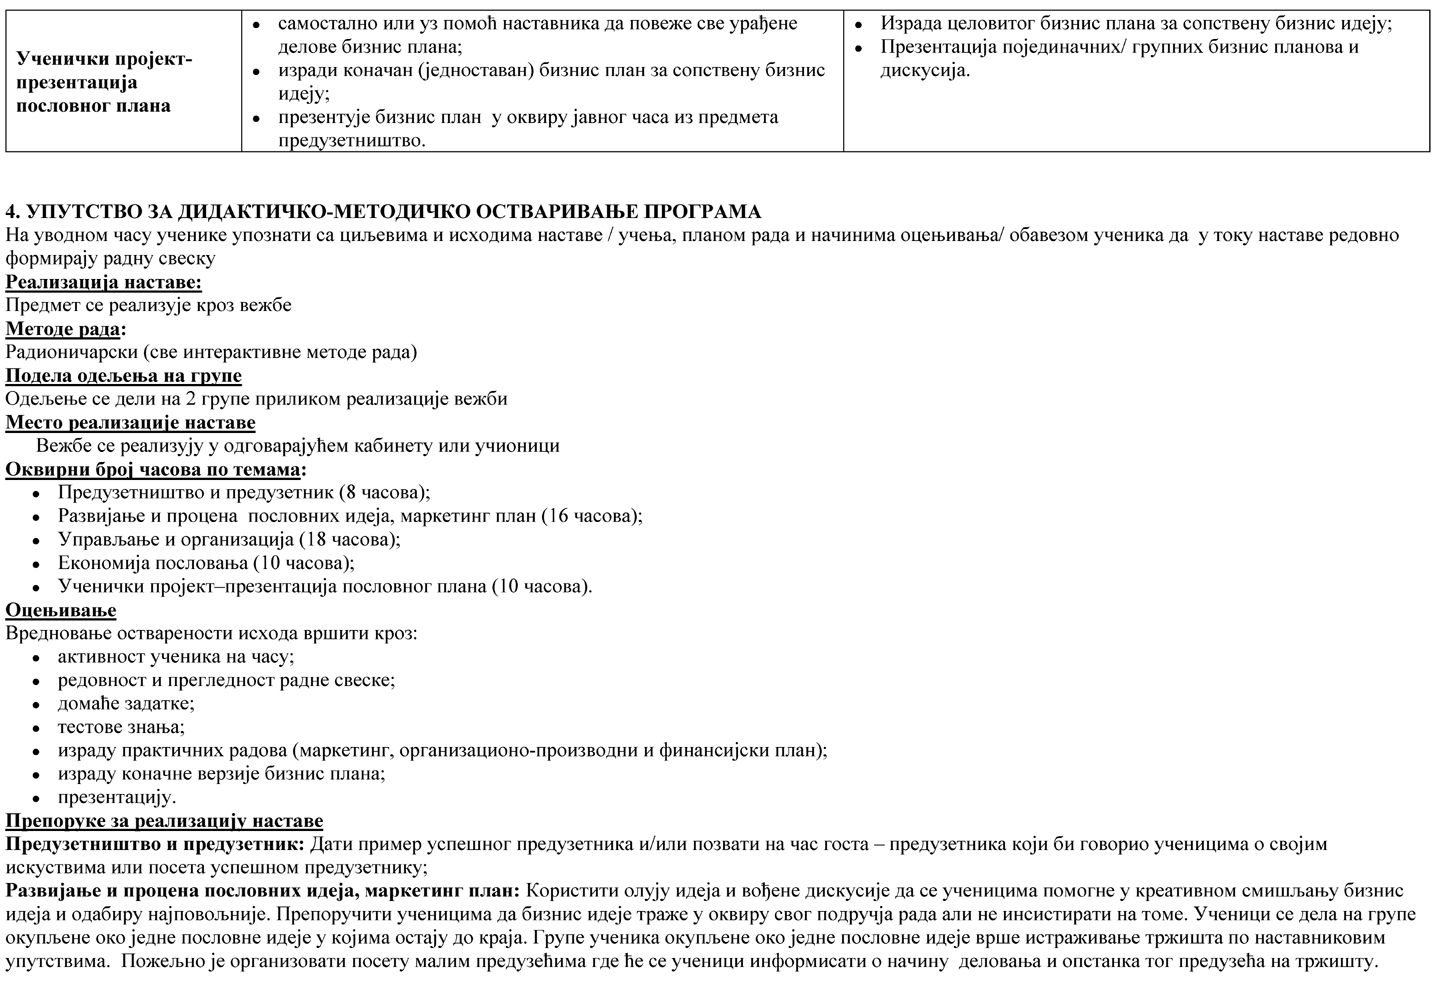 Ученички пројект-
презентација
пословног плана
• самостално или уз помоћ наставника да повеже све урађене
делове бизнис плана;
• изради коначан (једноставан) бизнис план за сопствену бизнис
идеју;
• презентује бизнис план у оквиру јавног часа из предмета
предузетништво.
• Израда целовитог бизнис плана за сопствену бизнис идеју;
• Презентација појединачних/ групних бизнис планова и
дискусија.
4. УПУТСТВО ЗА ДИДАКТИЧКО-МЕТОДИЧКО ОСТВАРИВАЊЕ ПРОГРАМА
На уводном часу ученике упознати са циљевима и исходима наставе / учења, планом рада и начинима оцењивања/ обавезом ученика да у току наставе редовно
формирају радну свеску
Реализација наставе:
Предмет се реализује кроз вежбе
Методе рада:
Радионичарски (све интерактивне методе рада)
Подела одељења на групе
Одељење се дели на 2 групе приликом реализације вежби
Место реализације наставе
Вежбе се реализују у одговарајућем кабинету или учионици
Оквирни број часова по темама:
• Предузетништво и предузетник (8 часова);
• Развијање и процена пословних идеја, маркетинг план (16 часова);
• Управљање и организација (18 часова);
• Економија пословања (10 часова);
• Ученички пројект–презентација пословног плана (10 часова).
Оцењивање
Вредновање остварености исхода вршити кроз:
• активност ученика на часу;
• редовност и прегледност радне свеске;
• домаће задатке;
• тестове знања;
• израду практичних радова (маркетинг, организационо-производни и финансијски план);
• израду коначне верзије бизнис плана;
• презентацију.
Препоруке за реализацију наставе
Предузетништво и предузетник: Дати пример успешног предузетника и/или позвати на час госта – предузетника који би говорио ученицима о својим
искуствима или посета успешном предузетнику;
Развијање и процена пословних идеја, маркетинг план: Користити олују идеја и вођене дискусије да се ученицима помогне у креативном смишљању бизнис
идеја и одабиру најповољније. Препоручити ученицима да бизнис идеје траже у оквиру свог подручја рада али не инсистирати на томе. Ученици се дела на групе
окупљене око једне пословне идеје у којима остају до краја. Групе ученика окупљене око једне пословне идеје врше истраживање тржишта по наставниковим
упутствима. Пожељно је организовати посету малим предузећима где ће се ученици информисати о начину деловања и опстанка тог предузећа на тржишту.